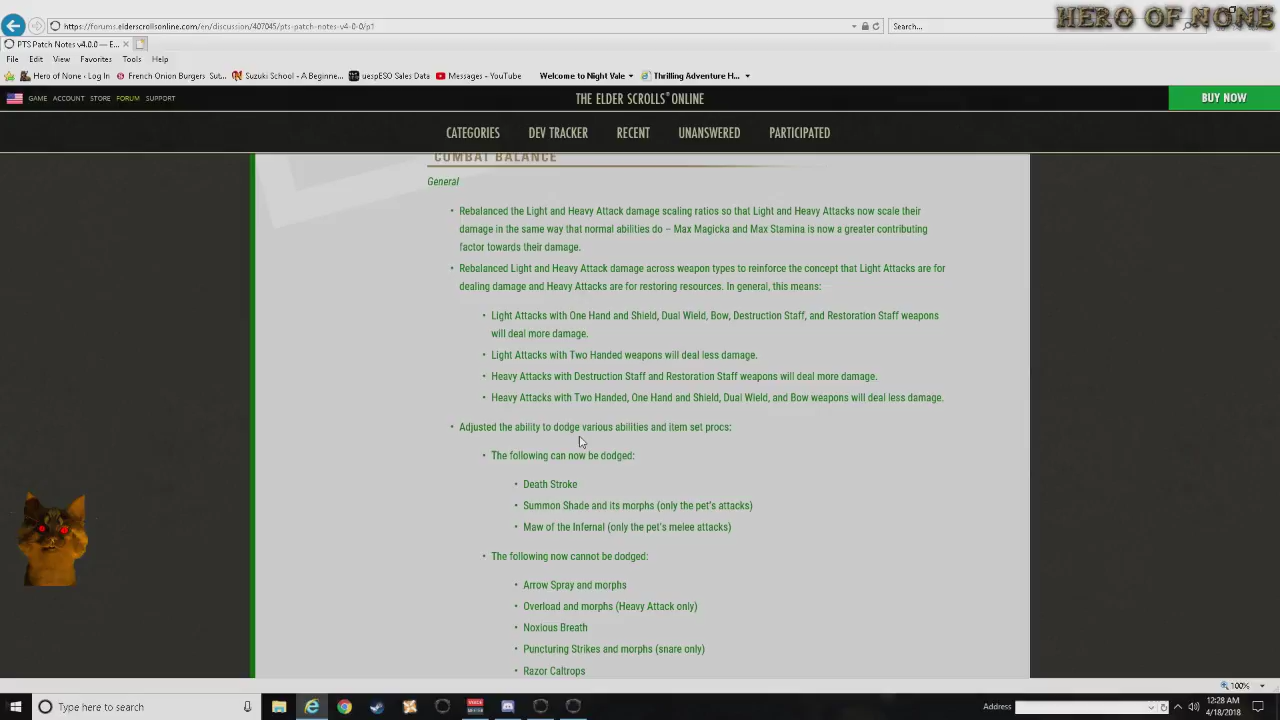 HERO OF NONE
https://forums.elderscrollsonline.com/en/discussion/407045/pts-patch-notes-v4-0-0/p1
Search...
PTS Patch Notes v4.0.0 — E...
File Edit View Favorites Tools Help
Hero of None ‹ Log In French Onion Burgers Sut... Suzuki School - A Beginne... uespESO Sales Data Messages - YouTube Welcome to Night Vale Thrilling Adventure H...
GAME ACCOUNT STORE FORUM SUPPORT
THE ELDER SCROLLS ONLINE
BUY NOW
CATEGORIES DEV TRACKER RECENT UNANSWERED PARTICIPATED
COMBAT BALANCE
General
• Rebalanced the Light and Heavy Attack damage scaling ratios so that Light and Heavy Attacks now scale their
damage in the same way that normal abilities do – Max Magicka and Max Stamina is now a greater contributing
factor towards their damage.
• Rebalanced Light and Heavy Attack damage across weapon types to reinforce the concept that Light Attacks are for
dealing damage and Heavy Attacks are for restoring resources. In general, this means:
• Light Attacks with One Hand and Shield, Dual Wield, Bow, Destruction Staff, and Restoration Staff weapons
will deal more damage.
• Light Attacks with Two Handed weapons will deal less damage.
• Heavy Attacks with Destruction Staff and Restoration Staff weapons will deal more damage.
• Heavy Attacks with Two Handed, One Hand and Shield, Dual Wield, and Bow weapons will deal less damage.
• Adjusted the ability to dodge various abilities and item set procs:
• The following can now be dodged:
• Death Stroke
• Summon Shade and its morphs (only the pet's attacks)
• Maw of the Infernal (only the pet's melee attacks)
• The following now cannot be dodged:
• Arrow Spray and morphs
• Overload and morphs (Heavy Attack only)
• Noxious Breath
• Puncturing Strikes and morphs (snare only)
• Razor Caltrops
100%
Type here to search
Address
12:28 AM
4/18/2018